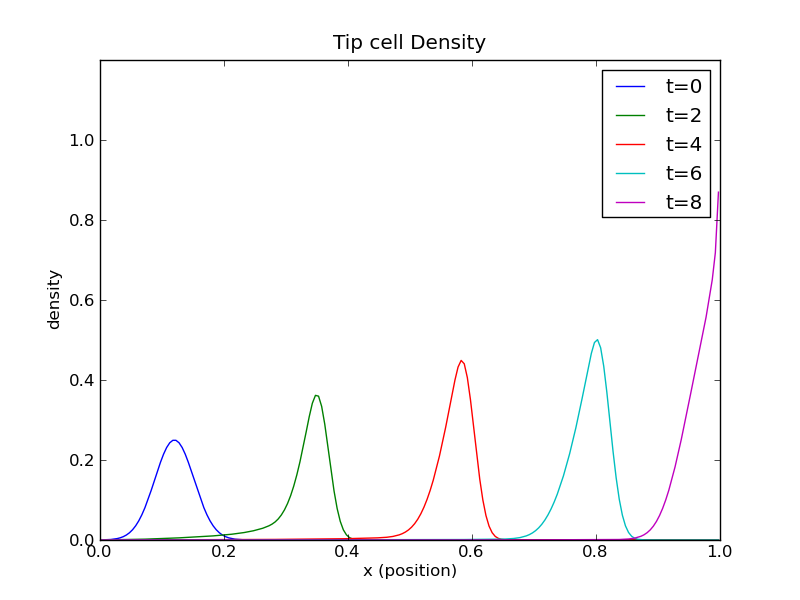 Tip cell Density
t=0
t=2
t=4
t=6
t=8
1.0
0.8
0.6
0.4
0.2
0.0
density
0.0 0.2 0.4 0.6 0.8 1.0
x (position)